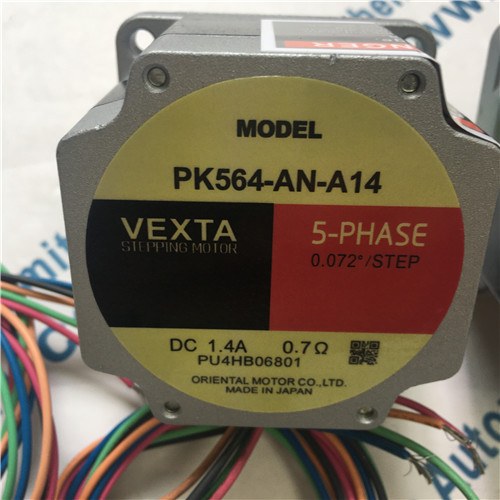 MODEL
PK564-AN-A14
VEXTA
STEPPING MOTOR
5-PHASE
0.072°/STEP
DC 1.4A 0.7Ω
PU4HB06801
ORIENTAL MOTOR CO.,LTD.
MADE IN JAPAN